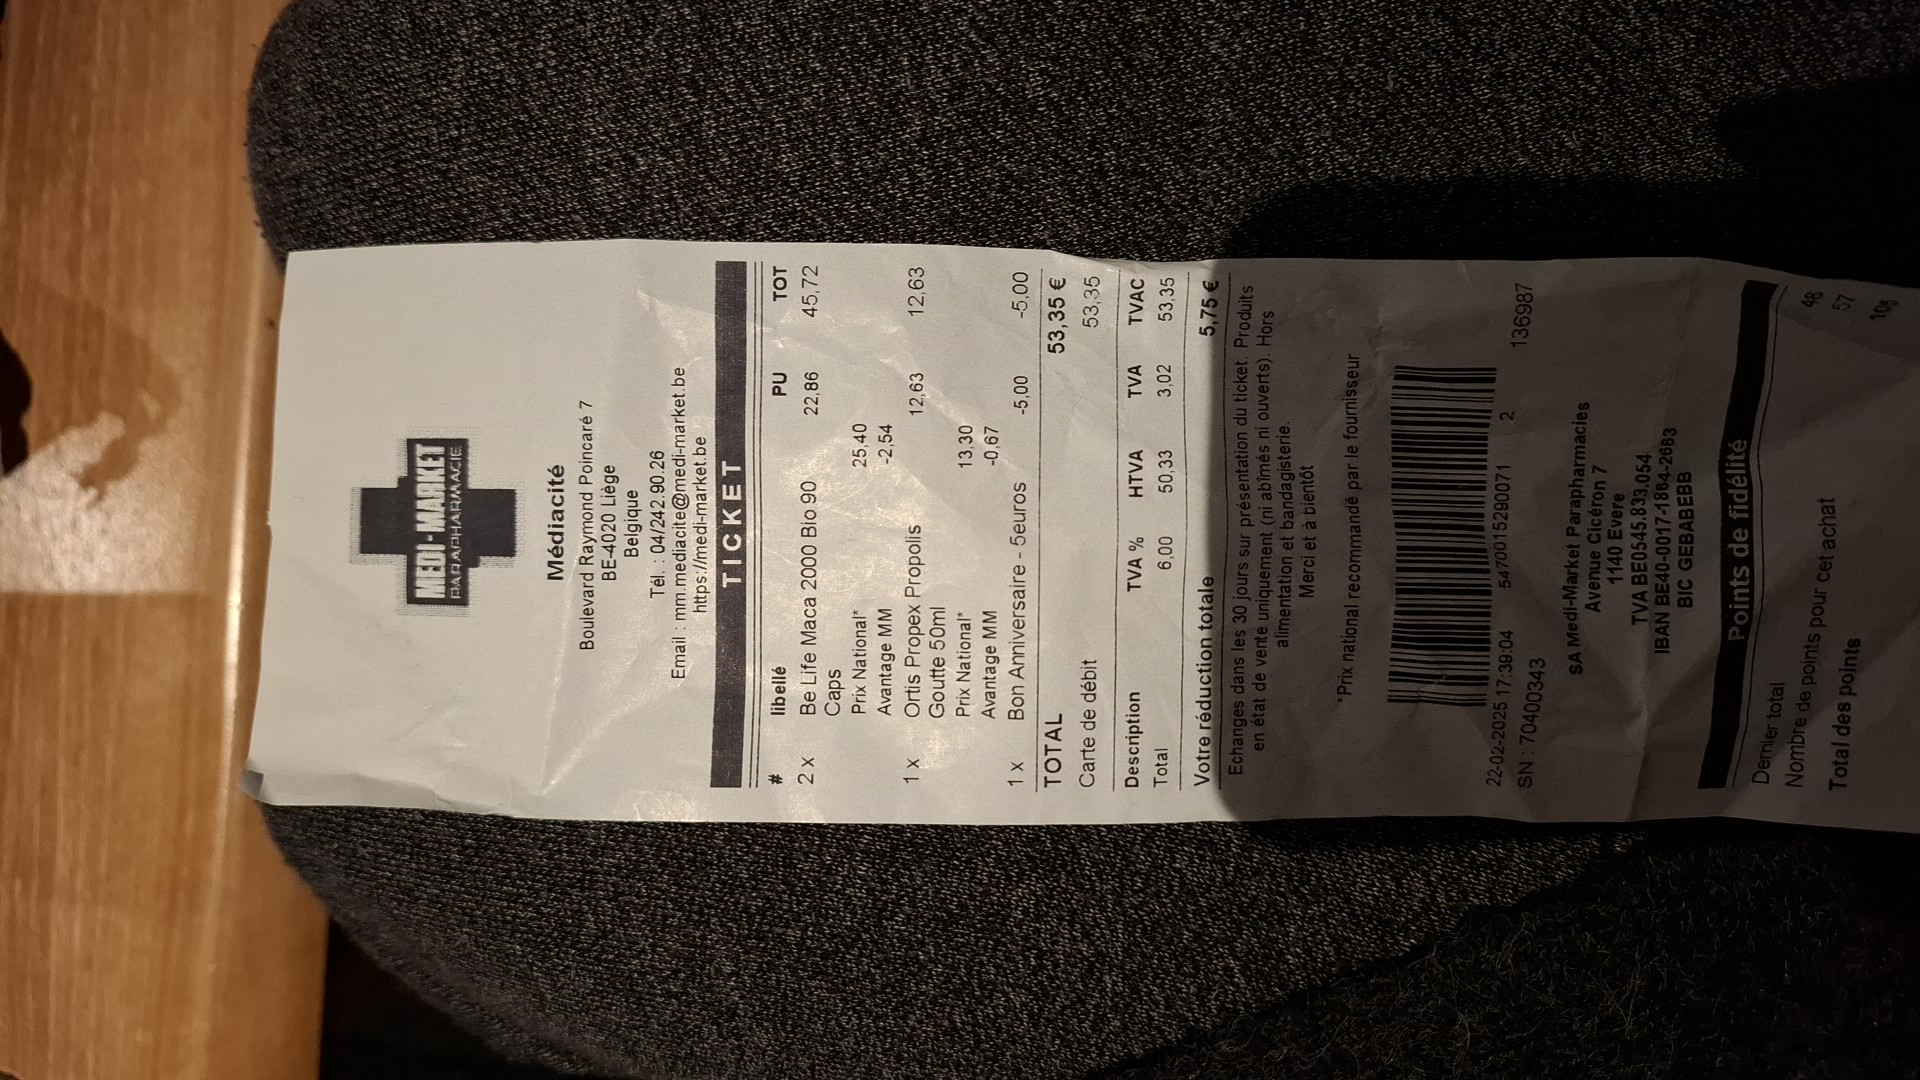 MEDI-MARKET
PARAPHARMACIE
Médiacité
Boulevard Raymond Poincaré 7
BE-4020 Liège
Belgique
Tél. : 04/242.90.26
Email : mm.mediacite@medi-market.be
https://medi-market.be
TICKET
# libellé PU TOT
2 x Be Life Maca 2000 Bio 90 22,86 45,72
Caps
Prix National* 25,40
Avantage MM -2,54
1 x Ortis Propex Propolis 12,63 12,63
Goutte 50ml
Prix National* 13,30
Avantage MM -0,67
1 x Bon Anniversaire - 5euros -5,00 -5,00
TOTAL 53,35 €
Carte de débit 53,35
Description TVA % HTVA TVA TVAC
Total 6,00 50,33 3,02 53,35
Votre réduction totale 5,75 €
Echanges dans les 30 jours sur présentation du ticket. Produits
en état de vente uniquement (ni abîmés ni ouverts). Hors
alimentation et bandagisterie.
Merci et à bientôt
*Prix national recommandé par le fournisseur
22-02-2025 17:39:04 5470015290071 2 136987
SN : 70400343
SA Medi-Market Parapharmacies
Avenue Cicéron 7
1140 Evere
TVA BE0545.833.054
IBAN BE40-0017-1864-2663
BIC GEBABEBB
Points de fidélité
Dernier total 48
Nombre de points pour cet achat 57
Total des points